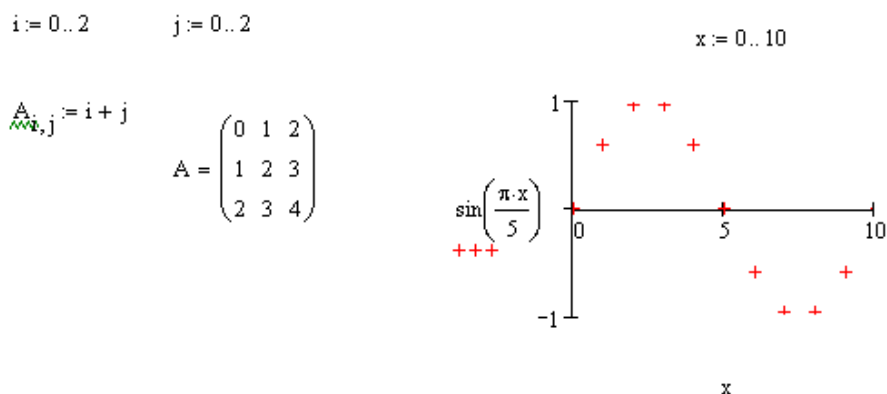 i := 0.. 2
j := 0.. 2
x := 0.. 10
A i, j := i + j
A = (0 1 2
1 2 3
2 3 4)
1
sin(π·x/5)
0 5 10
−1
x